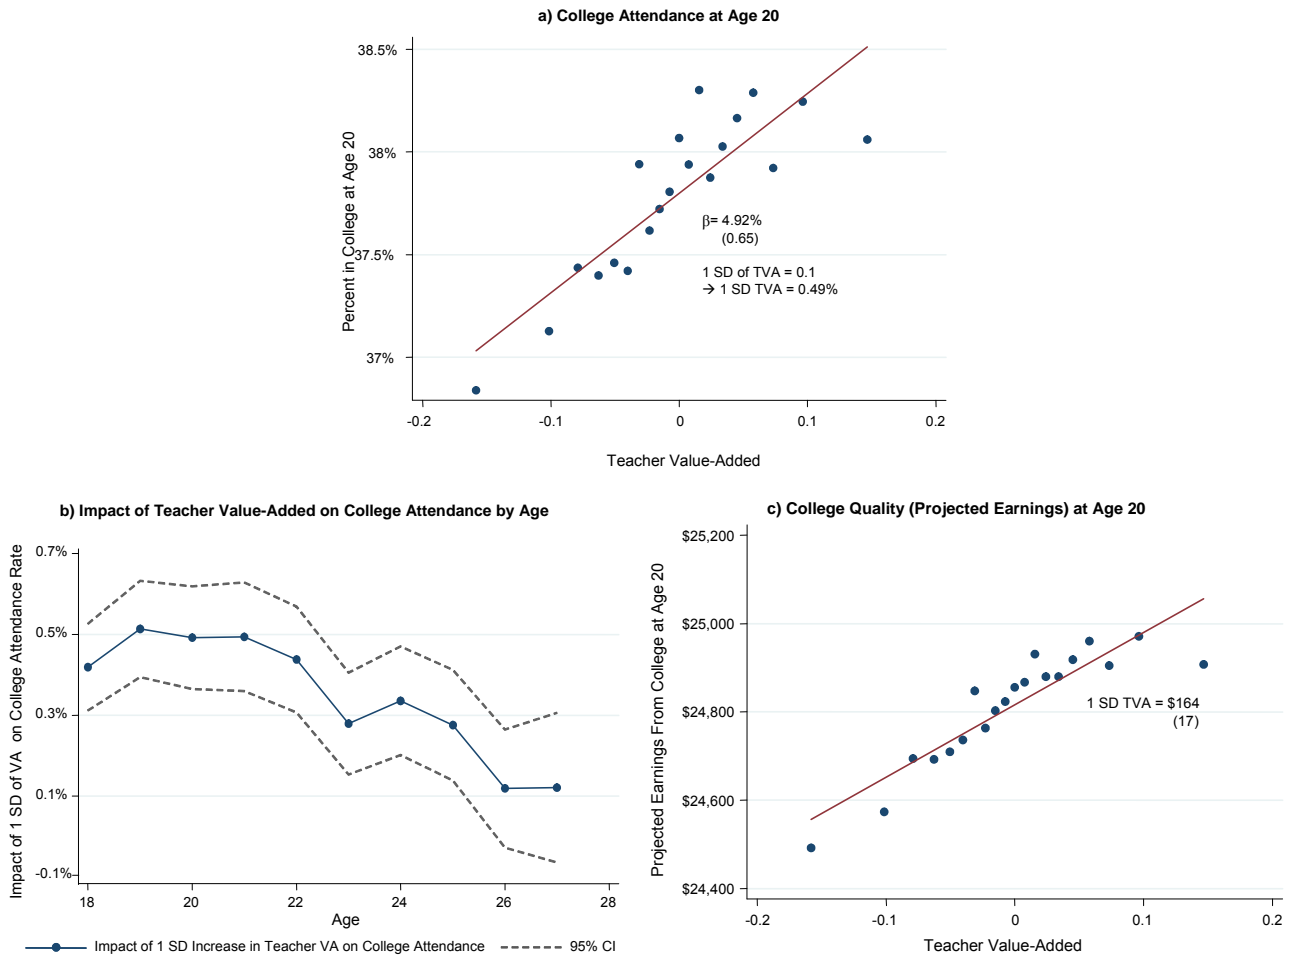 a) College Attendance at Age 20
Percent in College at Age 20
38.5%
38%
37.5%
37%
β= 4.92%
(0.65)
1 SD of TVA = 0.1
→ 1 SD TVA = 0.49%
-0.2
-0.1
0
0.1
0.2
Teacher Value-Added
b) Impact of Teacher Value-Added on College Attendance by Age
Impact of 1 SD of VA on College Attendance Rate
0.7%
0.5%
0.3%
0.1%
-0.1%
18
20
22
24
26
28
Age
Impact of 1 SD Increase in Teacher VA on College Attendance
95% CI
c) College Quality (Projected Earnings) at Age 20
Projected Earnings From College at Age 20
$25,200
$25,000
$24,800
$24,600
$24,400
1 SD TVA = $164
(17)
-0.2
-0.1
0
0.1
0.2
Teacher Value-Added